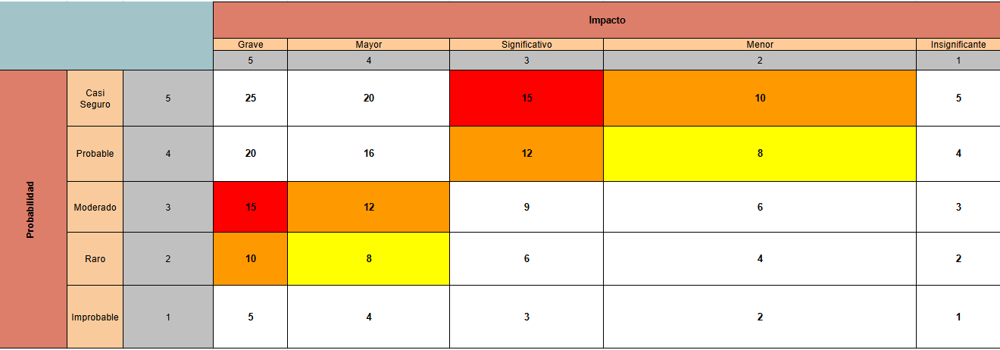 Impacto
Grave Mayor Significativo Menor Insignificante
5 4 3 2 1
Probabilidad
Casi
Seguro 5 25 20 15 10 5
Probable 4 20 16 12 8 4
Moderado 3 15 12 9 6 3
Raro 2 10 8 6 4 2
Improbable 1 5 4 3 2 1